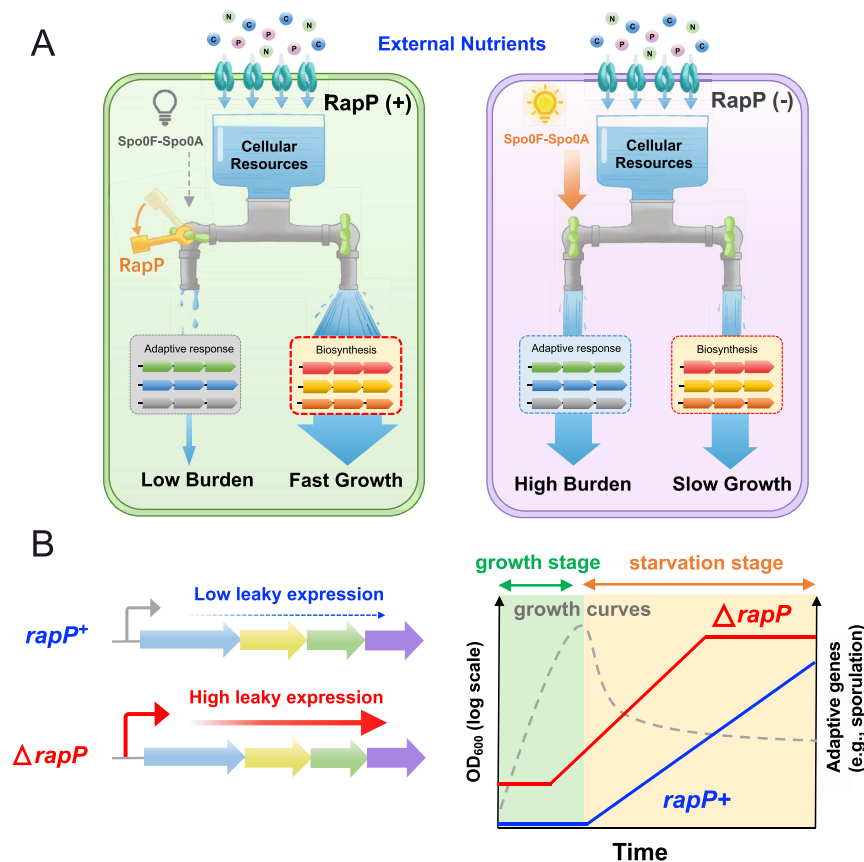 A
External Nutrients
N
C
C
P
P
N
C
RapP (+)
Spo0F-Spo0A
Cellular
Resources
RapP
Adaptive response
Biosynthesis
Low Burden
Fast Growth
N
C
C
P
P
N
C
RapP (-)
Spo0F-Spo0A
Cellular
Resources
Adaptive response
Biosynthesis
High Burden
Slow Growth
B
Low leaky expression
rapP+
High leaky expression
△rapP
growth stage
starvation stage
growth curves
△rapP
rapP+
OD600 (log scale)
Adaptive genes
(e.g., sporulation)
Time